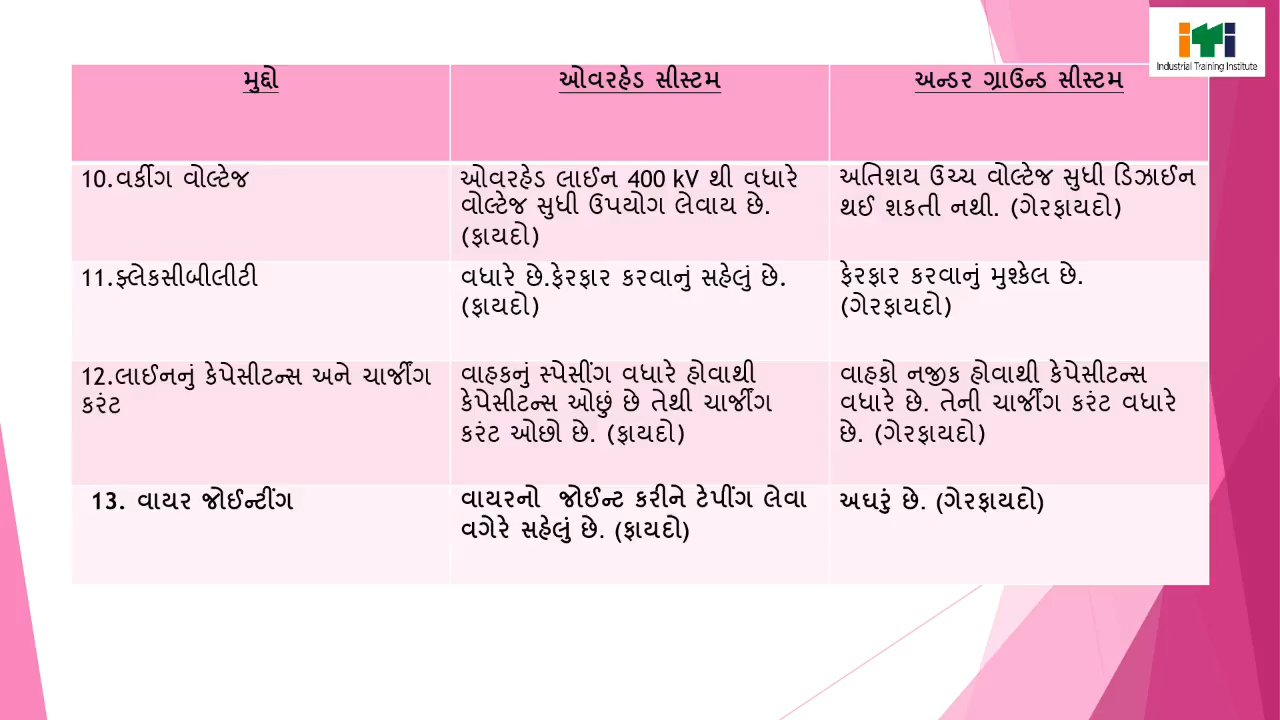 Industrial Training Institute
મુદ્દો
ઓવરહેડ સીસ્ટમ
અન્ડર ગ્રાઉન્ડ સીસ્ટમ
10.વર્કીગ વોલ્ટેજ
ઓવરહેડ લાઈન 400 kV થી વધારે
વોલ્ટેજ સુધી ઉપયોગ લેવાય છે.
(ફાયદો)
અતિશય ઉચ્ચ વોલ્ટેજ સુધી ડિઝાઈન
થઈ શકતી નથી. (ગેરફાયદો)
11.ફ્લેકસીબીલીટી
વધારે છે.ફેરફાર કરવાનું સહેલું છે.
(ફાયદો)
ફેરફાર કરવાનું મુશ્કેલ છે.
(ગેરફાયદો)
12.લાઈનનું કેપેસીટન્સ અને ચાર્જીંગ
કરંટ
વાહકનું સ્પેસીંગ વધારે હોવાથી
કેપેસીટન્સ ઓછું છે તેથી ચાર્જીંગ
કરંટ ઓછો છે. (ફાયદો)
વાહકો નજીક હોવાથી કેપેસીટન્સ
વધારે છે. તેની ચાર્જીંગ કરંટ વધારે
છે. (ગેરફાયદો)
13. વાયર જોઈન્ટીંગ
વાયરનો જોઈન્ટ કરીને ટેપીંગ લેવા
વગેરે સહેલું છે. (ફાયદો)
અઘરું છે. (ગેરફાયદો)